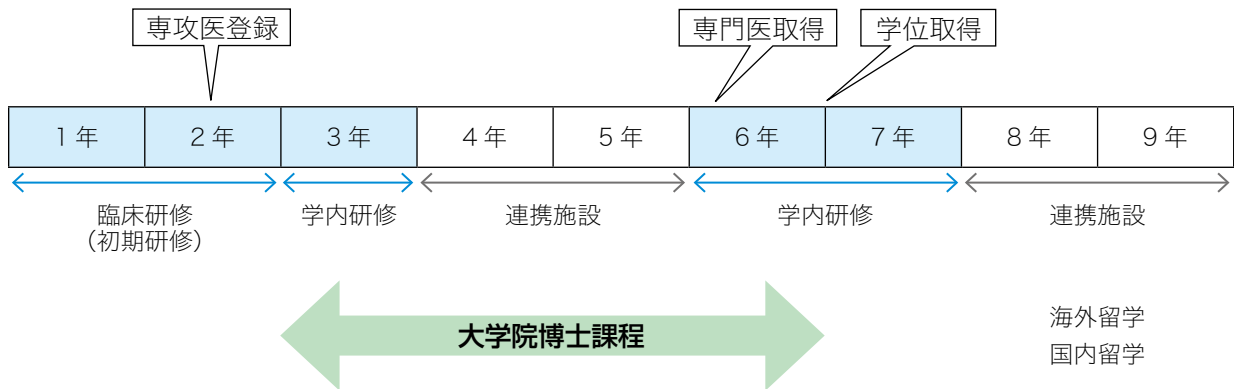 専攻医登録
専門医取得
学位取得
1年
2年
3年
4年
5年
6年
7年
8年
9年
臨床研修
（初期研修）
学内研修
連携施設
学内研修
連携施設
大学院博士課程
海外留学
国内留学